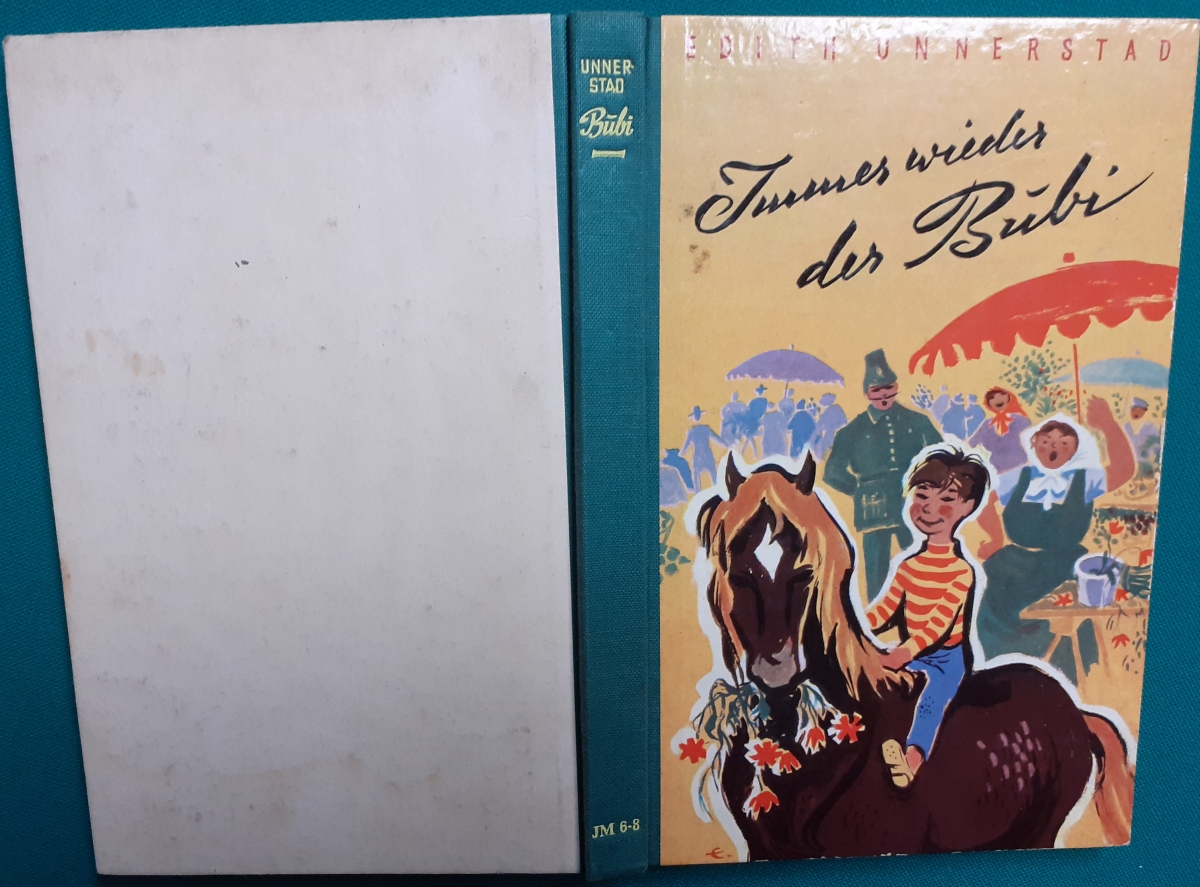 UNNER-
STAD
Bubi
JM 6-8
EDITH UNNERSTAD
Immer wieder
der Bubi
E.